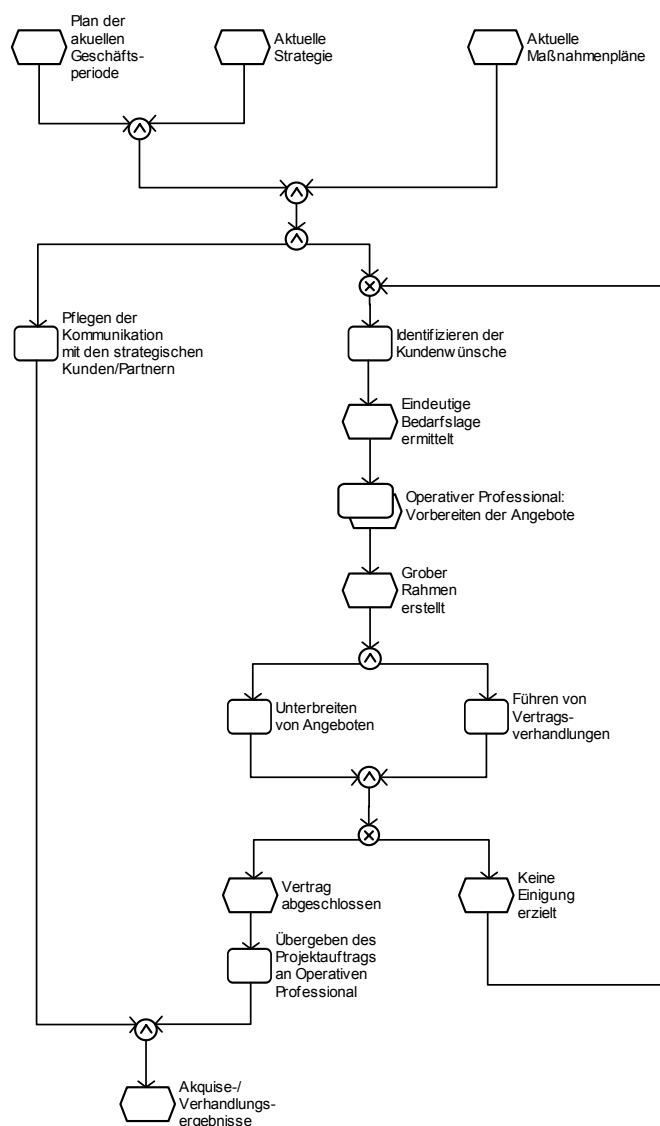 Plan der
akuellen
Geschäfts-
periode
Aktuelle
Strategie
Aktuelle
Maßnahmenpläne
Pflegen der
Kommunikation
mit den strategischen
Kunden/Partnern
Identifizieren der
Kundenwünsche
Eindeutige
Bedarfslage
ermittelt
Operativer Professional:
Vorbereiten der Angebote
Grober
Rahmen
erstellt
Unterbreiten
von Angeboten
Führen von
Vertrags-
verhandlungen
Vertrag
abgeschlossen
Keine
Einigung
erzielt
Übergeben des
Projektauftrags
an Operativen
Professional
Akquise-/
Verhandlungs-
ergebnisse